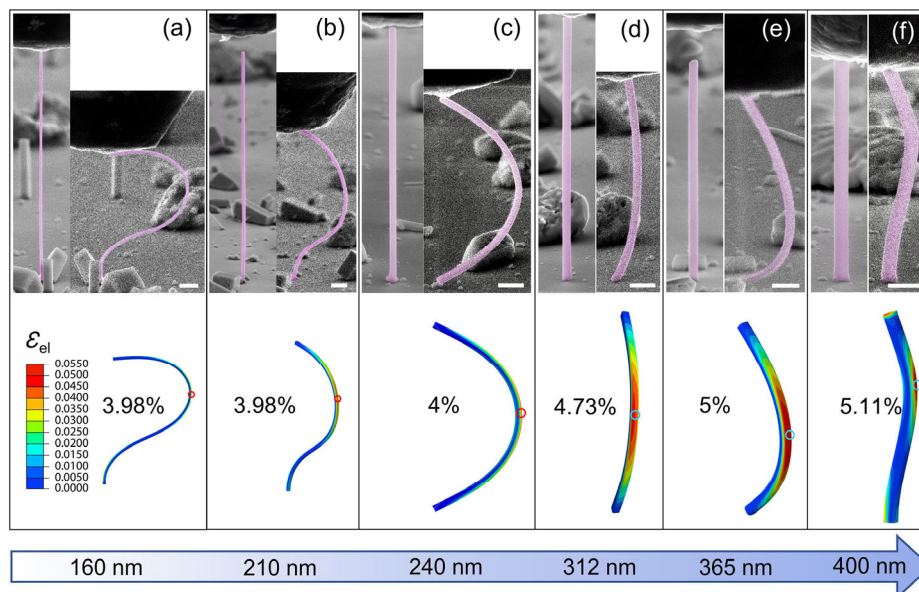 (a)
(b)
(c)
(d)
(e)
(f)
εel
0.0550
0.0500
0.0450
0.0400
0.0350
0.0300
0.0250
0.0200
0.0150
0.0100
0.0050
0.0000
3.98%
3.98%
4%
4.73%
5%
5.11%
160 nm
210 nm
240 nm
312 nm
365 nm
400 nm